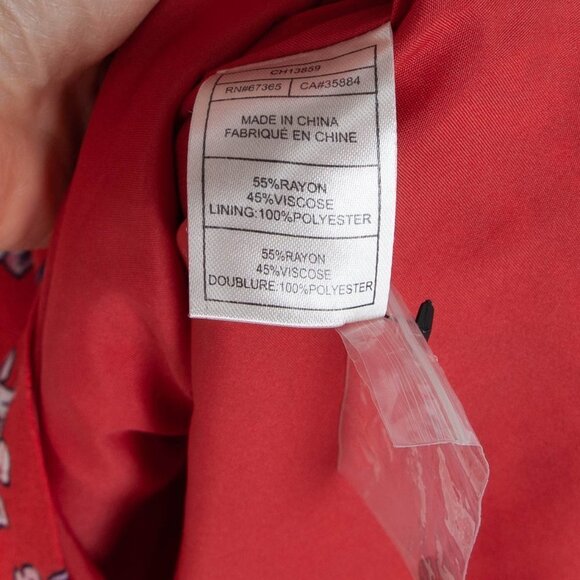 CH13859
RN#67365 CA#35884
MADE IN CHINA
FABRIQUÉ EN CHINE
55%RAYON
45%VISCOSE
LINING:100%POLYESTER
55%RAYON
45%VISCOSE
DOUBLURE:100%POLYESTER